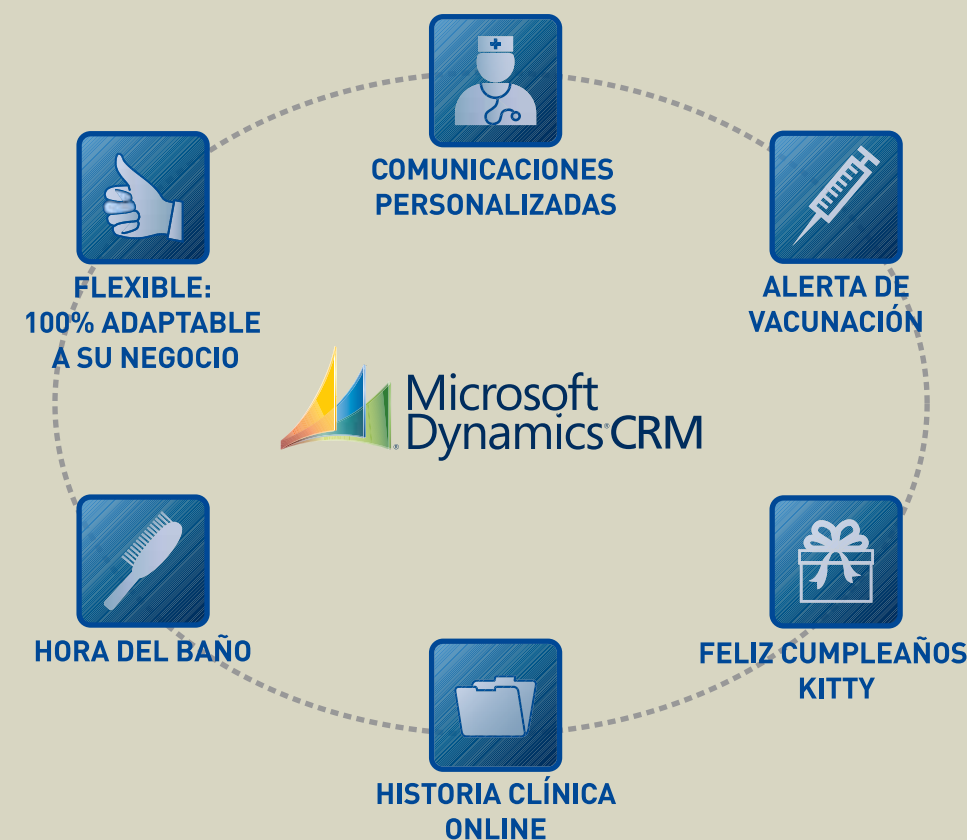 COMUNICACIONES
PERSONALIZADAS
ALERTA DE
VACUNACIÓN
FELIZ CUMPLEAÑOS
KITTY
HISTORIA CLÍNICA
ONLINE
HORA DEL BAÑO
FLEXIBLE:
100% ADAPTABLE
A SU NEGOCIO
Microsoft
Dynamics® CRM